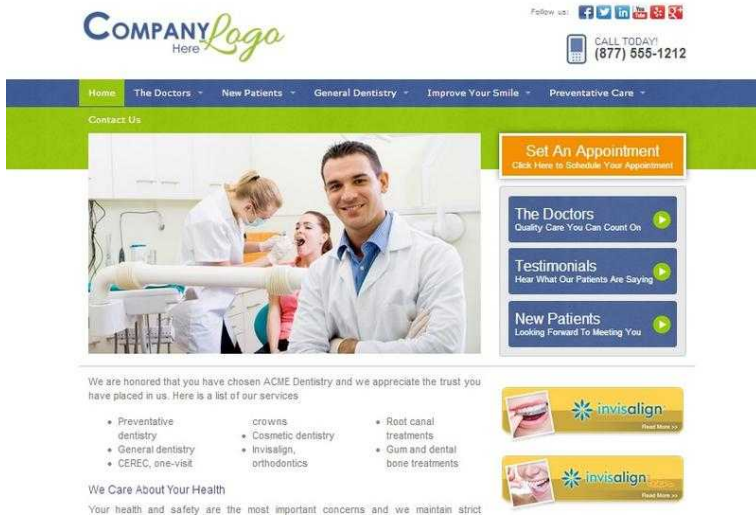 COMPANY Logo
Here
Follow us:
You
Tube
CALL TODAY!
(877) 555-1212
Home The Doctors New Patients General Dentistry Improve Your Smile Preventative Care
Contact Us
Set An Appointment
Click Here to Schedule Your Appointment
The Doctors
Quality Care You Can Count On
Testimonials
Hear What Our Patients Are Saying
New Patients
Looking Forward To Meeting You
We are honored that you have chosen ACME Dentistry and we appreciate the trust you
have placed in us. Here is a list of our services
• Preventative
dentistry
• General dentistry
• CEREC, one-visit
crowns
• Cosmetic dentistry
• Invisalign,
orthodontics
• Root canal
treatments
• Gum and dental
bone treatments
invisalign
Read More >>
invisalign
Read More >>
We Care About Your Health
Your health and safety are the most important concerns and we maintain strict